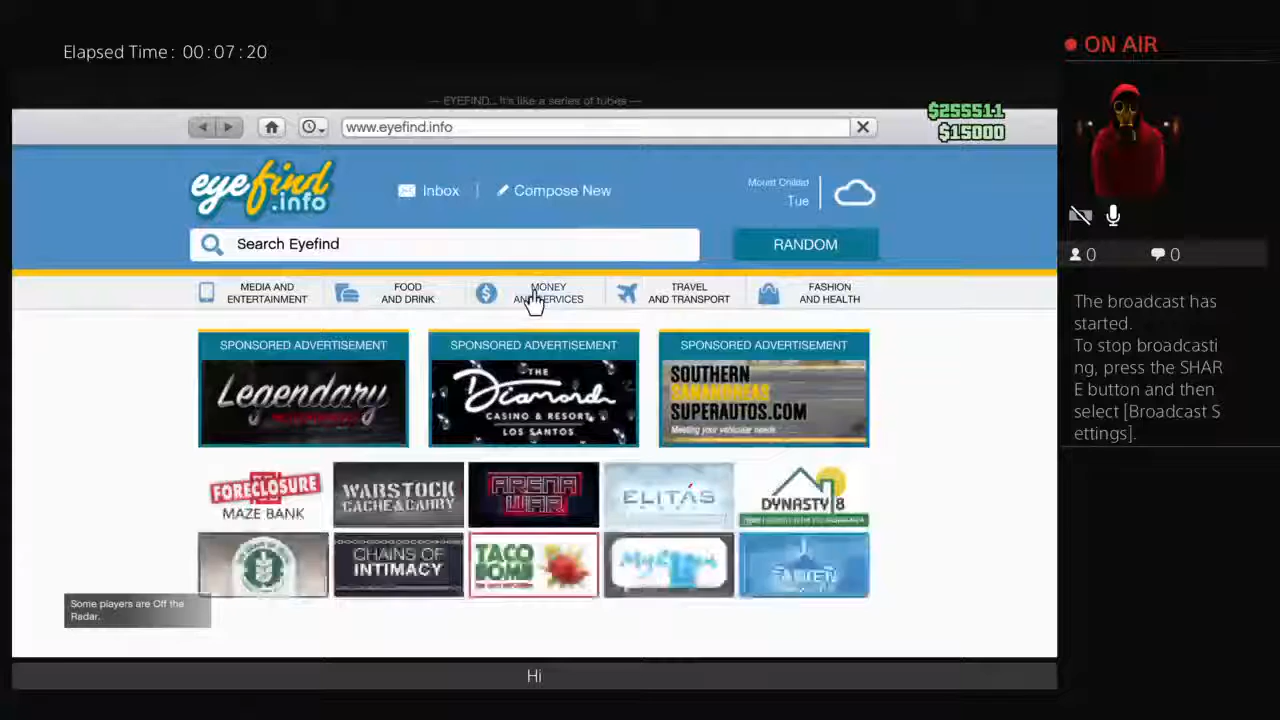 Elapsed Time: 00:07:20
ON AIR
— EYEFIND... It's like a series of tubes —
www.eyefind.info
$255511
$15000
eyefind
.info
Inbox
Compose New
Mount Chiliad
Tue
Search Eyefind
RANDOM
0
0
MEDIA AND
ENTERTAINMENT
FOOD
AND DRINK
MONEY
AND SERVICES
TRAVEL
AND TRANSPORT
FASHION
AND HEALTH
The broadcast has
started.
To stop broadcasti
ng, press the SHAR
E button and then
select [Broadcast S
ettings].
SPONSORED ADVERTISEMENT
Legendary
SPONSORED ADVERTISEMENT
THE
Diamond
CASINO & RESORT
LOS SANTOS
SPONSORED ADVERTISEMENT
SOUTHERN
SANANDREAS
SUPERAUTOS.COM
Meeting your vehicular needs
FORECLOSURE
MAZE BANK
WARSTOCK
CACHE & CARRY
ARENA
WAR
ELITÁS
DYNASTY 8
CHAINS OF
INTIMACY
TACO
BOMB
Some players are Off the
Radar.
Hi